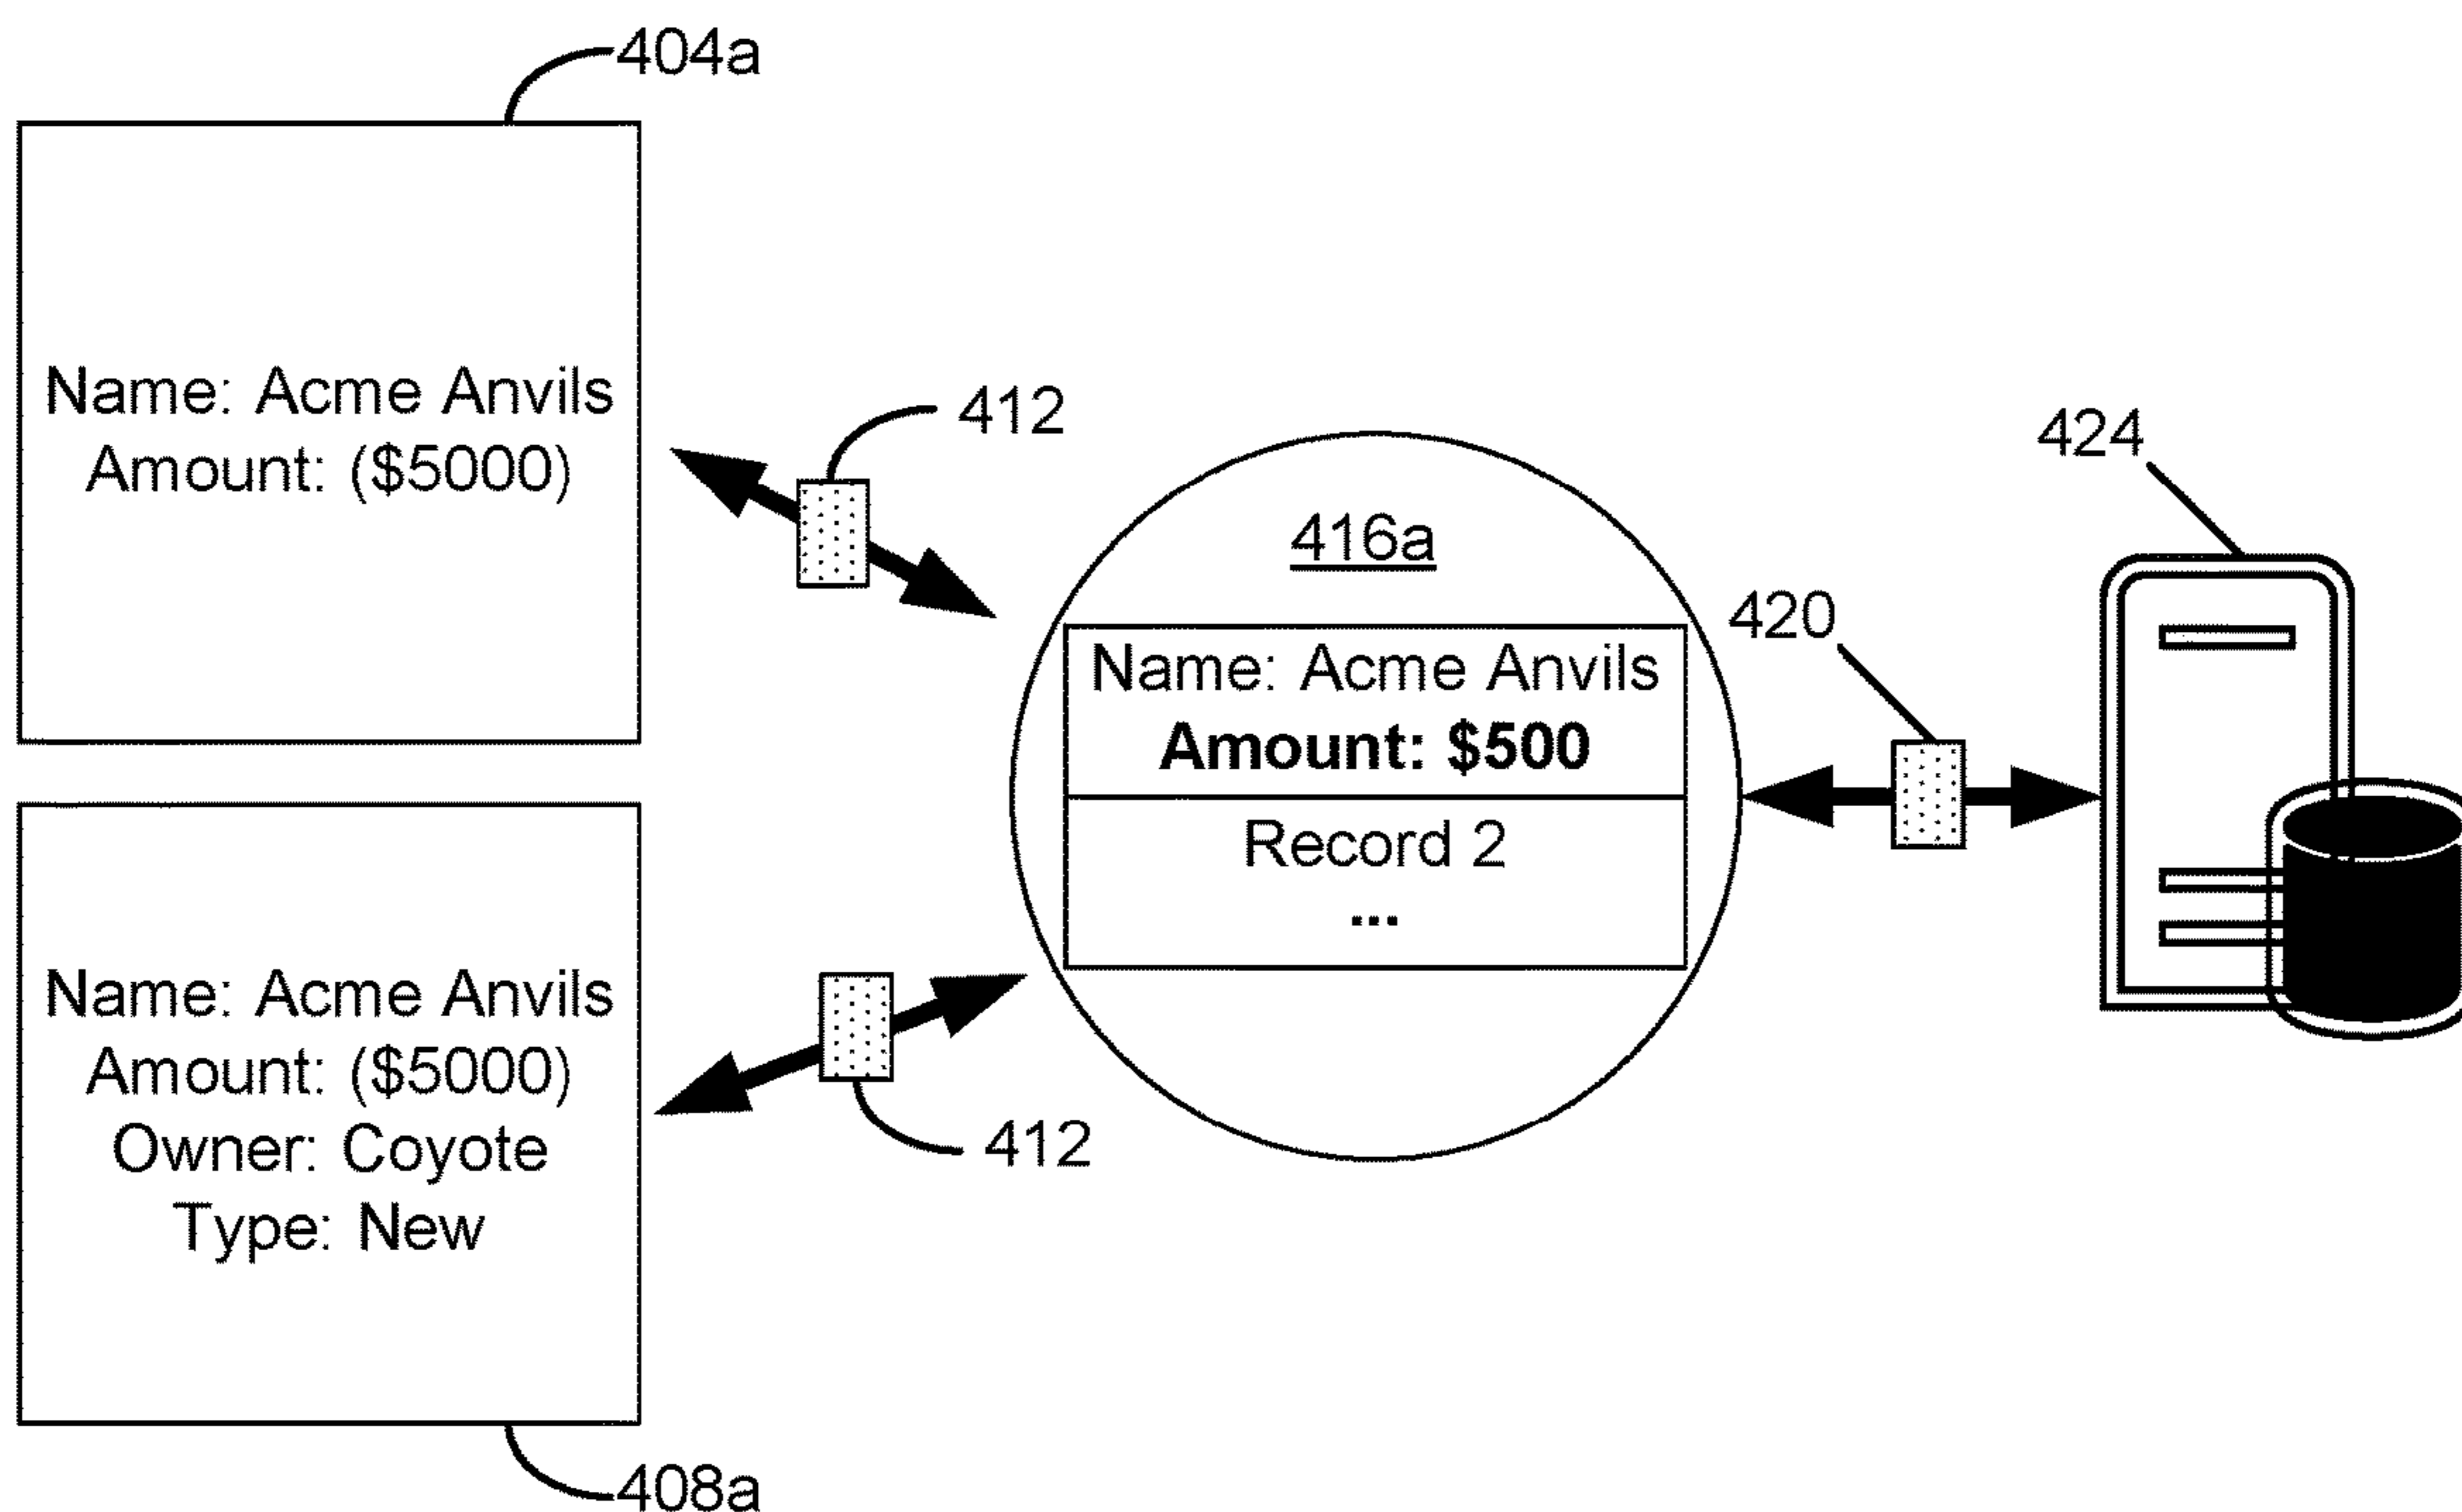 404a
Name: Acme Anvils
Amount: ($5000)
412
416a
Name: Acme Anvils
Amount: $500
Record 2
...
420
424
Name: Acme Anvils
Amount: ($5000)
Owner: Coyote
Type: New
412
408a